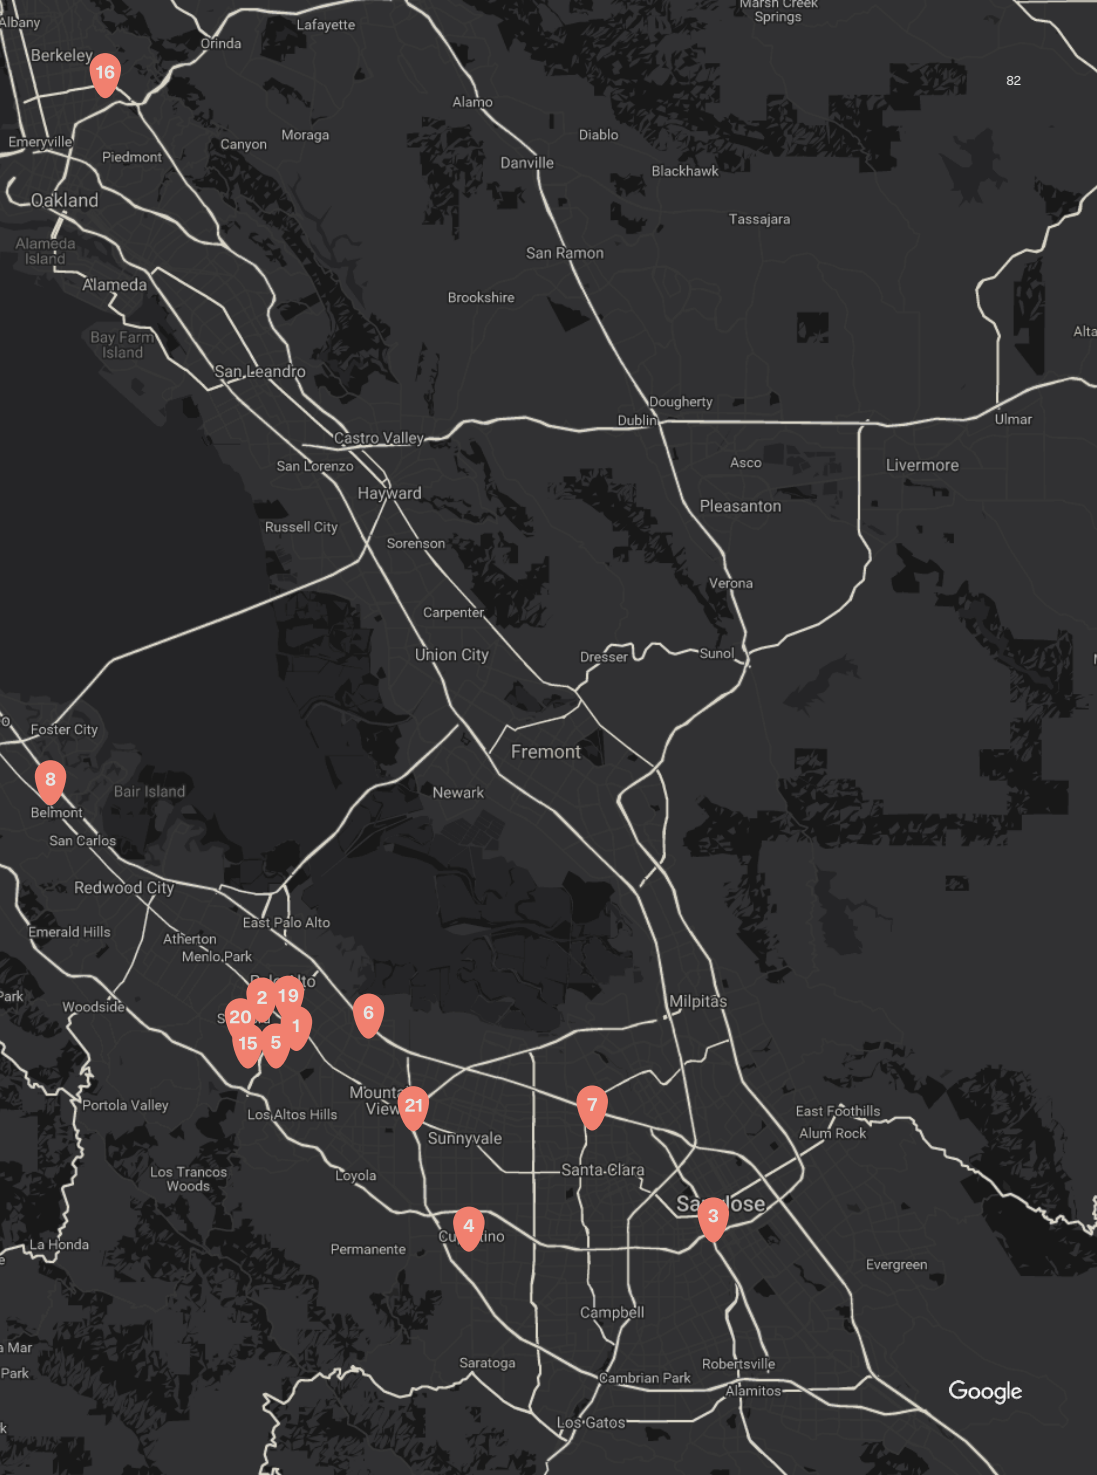 Marsh Creek
Springs
Albany
Lafayette
Orinda
Berkeley
16
82
Alamo
Emeryville
Piedmont
Canyon
Moraga
Diablo
Danville
Blackhawk
Oakland
Tassajara
Alameda
Island
San Ramon
Alameda
Brookshire
Bay Farm
Island
Alta
San Leandro
Dougherty
Dublin
Ulmar
Castro Valley
San Lorenzo
Asco
Livermore
Hayward
Pleasanton
Russell City
Sorenson
Verona
Carpenter
Union City
Dresser
Sunol
o
Foster City
Fremont
8
Bair Island
Newark
Belmont
San Carlos
Redwood City
East Palo Alto
Emerald Hills
Atherton
Menlo Park
Park
2
19
Woodside
Milpitas
20
1
6
15
5
Mountain
View
21
7
Portola Valley
Los Altos Hills
East Foothills
Alum Rock
Sunnyvale
Los Trancos
Woods
Loyola
Santa Clara
San Jose
3
4
Cupertino
La Honda
Permanente
e
Evergreen
Campbell
a Mar
Park
Saratoga
Robertsville
Cambrian Park
Alamitos
Google
Los Gatos
k